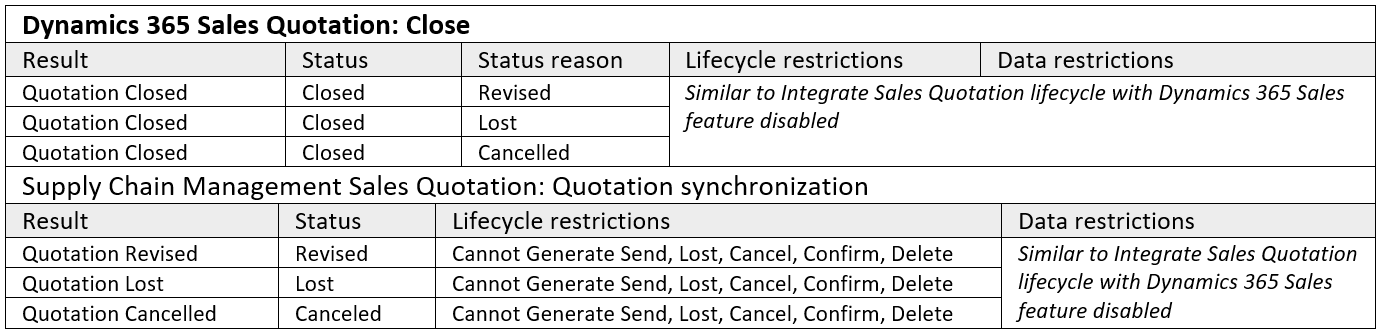 Dynamics 365 Sales Quotation: Close
Result Status Status reason Lifecycle restrictions Data restrictions
Quotation Closed Closed Revised Similar to Integrate Sales Quotation lifecycle with Dynamics 365 Sales
Quotation Closed Closed Lost feature disabled
Quotation Closed Closed Cancelled
Supply Chain Management Sales Quotation: Quotation synchronization
Result Status Lifecycle restrictions Data restrictions
Quotation Revised Revised Cannot Generate Send, Lost, Cancel, Confirm, Delete Similar to Integrate Sales Quotation
Quotation Lost Lost Cannot Generate Send, Lost, Cancel, Confirm, Delete lifecycle with Dynamics 365 Sales
Quotation Cancelled Canceled Cannot Generate Send, Lost, Cancel, Confirm, Delete feature disabled